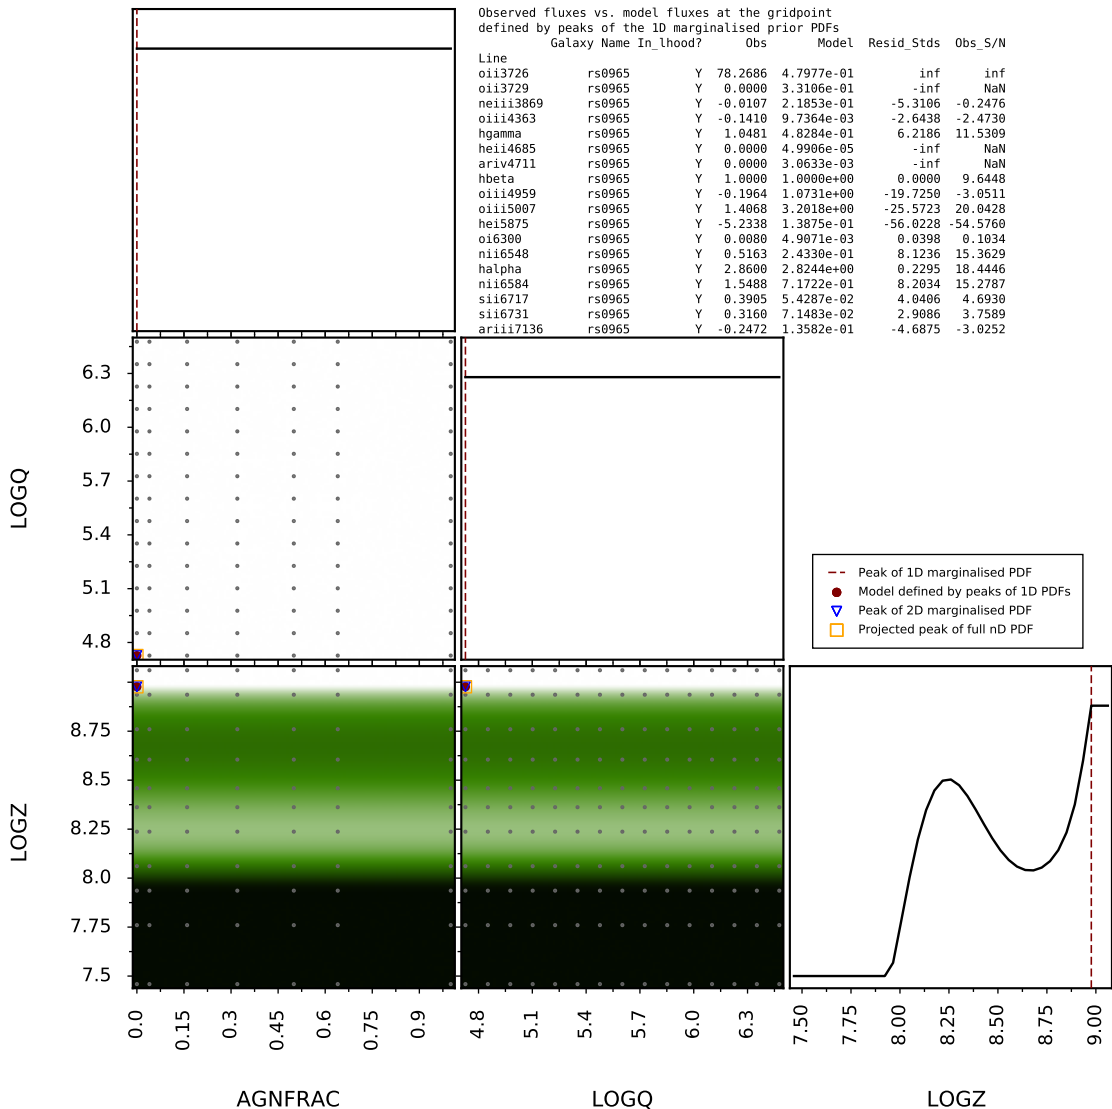 Observed fluxes vs. model fluxes at the gridpoint
defined by peaks of the 1D marginalised prior PDFs
Galaxy Name In_lhood? Obs Model Resid_Stds Obs_S/N
Line
oii3726 rs0965 Y 78.2686 4.7977e-01 inf inf
oii3729 rs0965 Y 0.0000 3.3106e-01 -inf NaN
neiii3869 rs0965 Y -0.0107 2.1853e-01 -5.3106 -0.2476
oiii4363 rs0965 Y -0.1410 9.7364e-03 -2.6438 -2.4730
hgamma rs0965 Y 1.0481 4.8284e-01 6.2186 11.5309
heii4685 rs0965 Y 0.0000 4.9906e-05 -inf NaN
ariv4711 rs0965 Y 0.0000 3.0633e-03 -inf NaN
hbeta rs0965 Y 1.0000 1.0000e+00 0.0000 9.6448
oiii4959 rs0965 Y -0.1964 1.0731e+00 -19.7250 -3.0511
oiii5007 rs0965 Y 1.4068 3.2018e+00 -25.5723 20.0428
hei5875 rs0965 Y -5.2338 1.3875e-01 -56.0228 -54.5760
oi6300 rs0965 Y 0.0080 4.9071e-03 0.0398 0.1034
nii6548 rs0965 Y 0.5163 2.4330e-01 8.1236 15.3629
halpha rs0965 Y 2.8600 2.8244e+00 0.2295 18.4446
nii6584 rs0965 Y 1.5488 7.1722e-01 8.2034 15.2787
sii6717 rs0965 Y 0.3905 5.4287e-02 4.0406 4.6930
sii6731 rs0965 Y 0.3160 7.1483e-02 2.9086 3.7589
ariii7136 rs0965 Y -0.2472 1.3582e-01 -4.6875 -3.0252
6.3
6.0
5.7
5.4
5.1
4.8
LOGQ
Peak of 1D marginalised PDF
Model defined by peaks of 1D PDFs
Peak of 2D marginalised PDF
Projected peak of full nD PDF
8.75
8.5
8.25
8.0
7.75
7.5
LOGZ
0.0 0.15 0.3 0.45 0.6 0.75 0.9
4.8 5.1 5.4 5.7 6.0 6.3
7.50 7.75 8.00 8.25 8.50 8.75 9.00
AGNFRAC LOGQ LOGZ